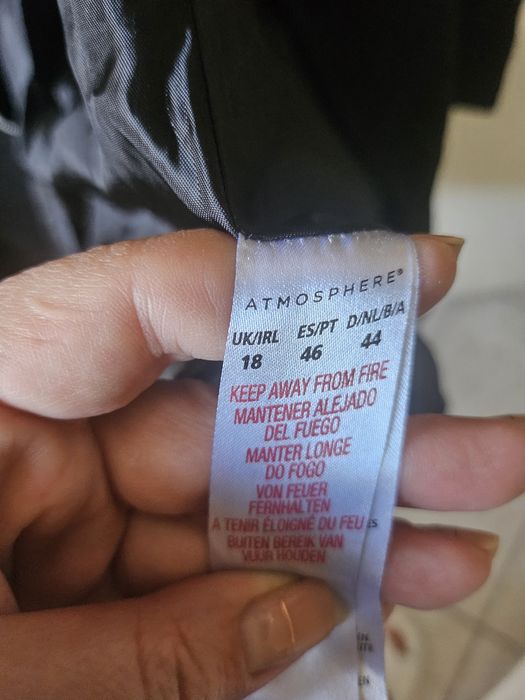 ATMOSPHERE®
UK/IRL ES/PT D/NL/B/A
18 46 44
KEEP AWAY FROM FIRE
MANTENER ALEJADO
DEL FUEGO
MANTER LONGE
DO FOGO
VON FEUER
FERNHALTEN
A TENIR ÉLOIGNÉ DU FEU
BUITEN BEREIK VAN
VUUR HOUDEN